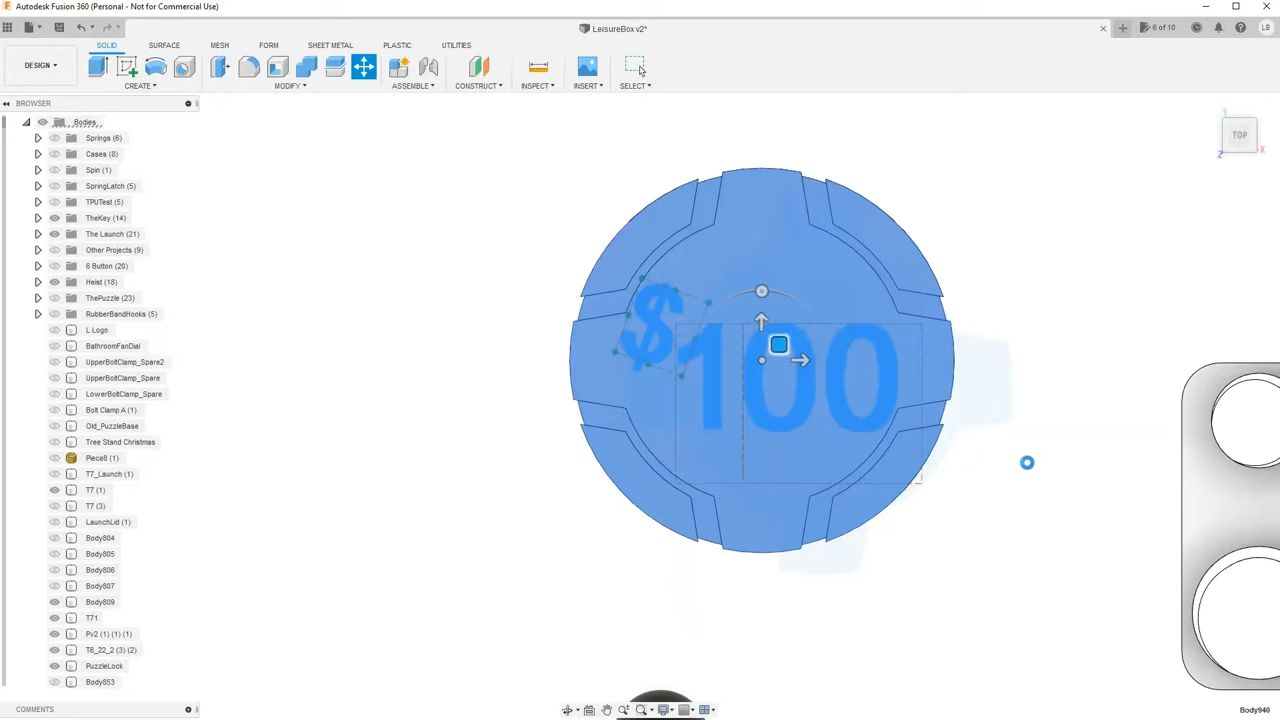 Autodesk Fusion 360 (Personal - Not for Commercial Use)
LeisureBox v2*
6 of 10
LB
SOLID SURFACE MESH FORM SHEET METAL PLASTIC UTILITIES
DESIGN
CREATE MODIFY ASSEMBLE CONSTRUCT INSPECT INSERT SELECT
BROWSER
Bodies
Springs (6)
Cases (8)
Spin (1)
SpringLatch (5)
TPUTest (5)
TheKey (14)
The Launch (21)
Other Projects (9)
6 Button (20)
Heist (18)
ThePuzzle (23)
RubberBandHooks (5)
L Logo
BathroomFanDial
UpperBoltClamp_Spare2
UpperBoltClamp_Spare
LowerBoltClamp_Spare
Bolt Clamp A (1)
Old_PuzzleBase
Tree Stand Christmas
Piece8 (1)
T7_Launch (1)
T7 (1)
T7 (3)
LaunchLid (1)
Body804
Body805
Body806
Body807
Body809
T71
Pv2 (1) (1) (1)
T6_22_2 (3) (2)
PuzzleLock
Body853
$100
TOP
Y
X
Z
COMMENTS
Body940